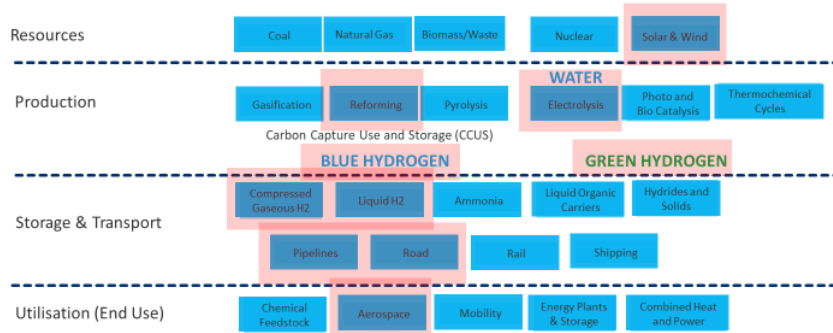 Resources
Coal
Natural Gas
Biomass/Waste
Nuclear
Solar & Wind
WATER
Production
Gasification
Reforming
Pyrolysis
Electrolysis
Photo and
Bio Catalysis
Thermochemical
Cycles
Carbon Capture Use and Storage (CCUS)
BLUE HYDROGEN
GREEN HYDROGEN
Storage & Transport
Compressed
Gaseous H2
Liquid H2
Ammonia
Liquid Organic
Carriers
Hydrides and
Solids
Pipelines
Road
Rail
Shipping
Utilisation (End Use)
Chemical
Feedstock
Aerospace
Mobility
Energy Plants
& Storage
Combined Heat
and Power